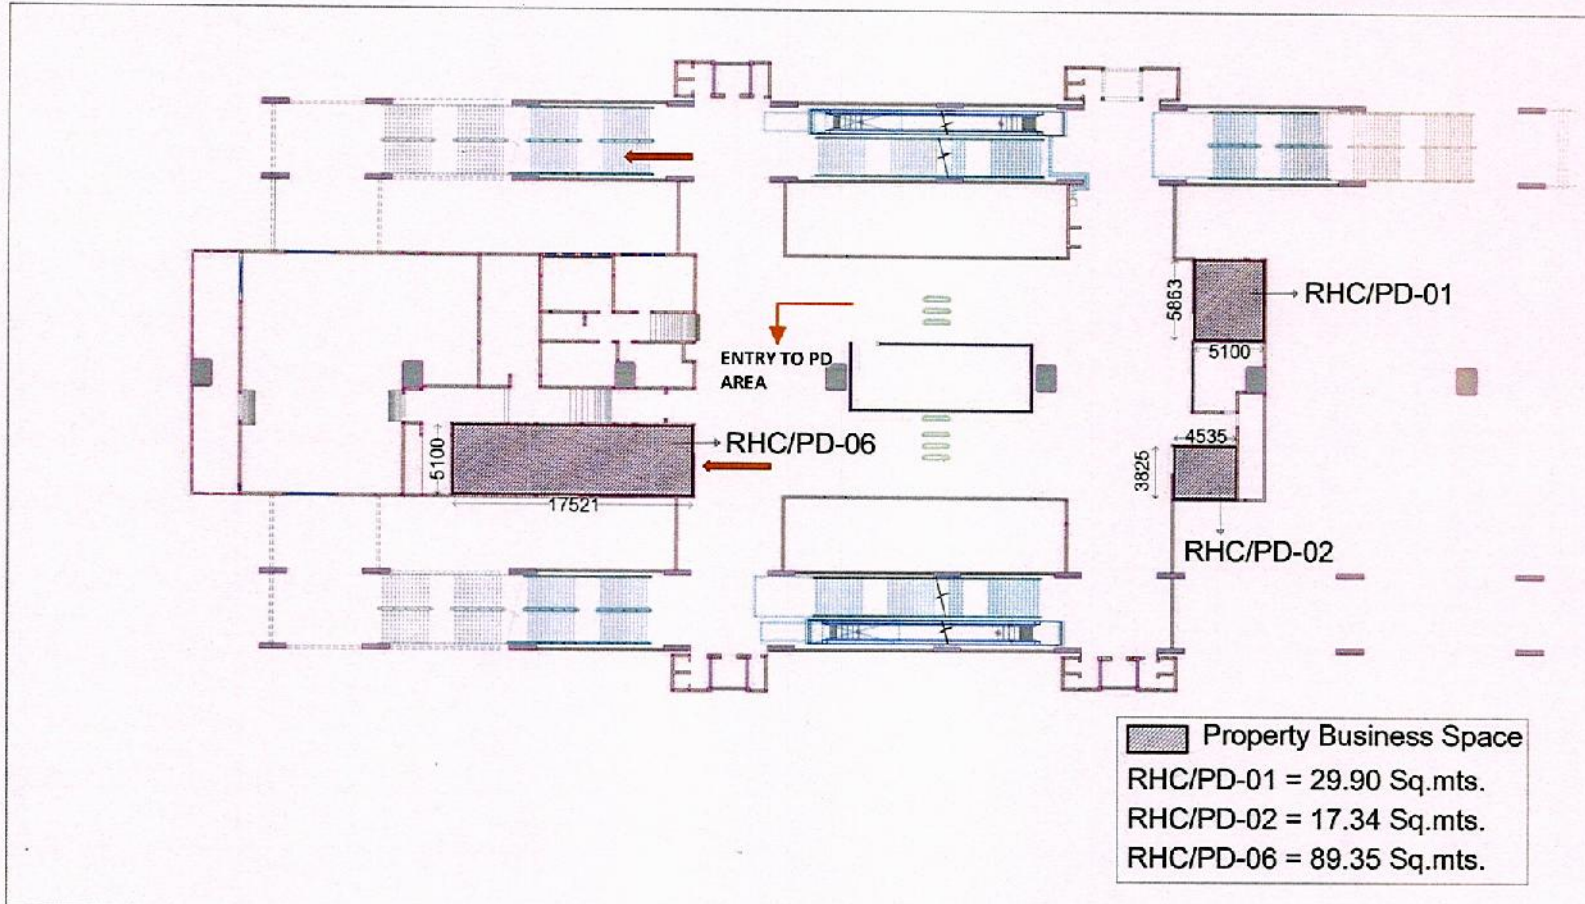 5863
RHC/PD-01
5100
ENTRY TO PD
AREA
RHC/PD-06
5100
17521
4535
3825
RHC/PD-02
Property Business Space
RHC/PD-01 = 29.90 Sq.mts.
RHC/PD-02 = 17.34 Sq.mts.
RHC/PD-06 = 89.35 Sq.mts.